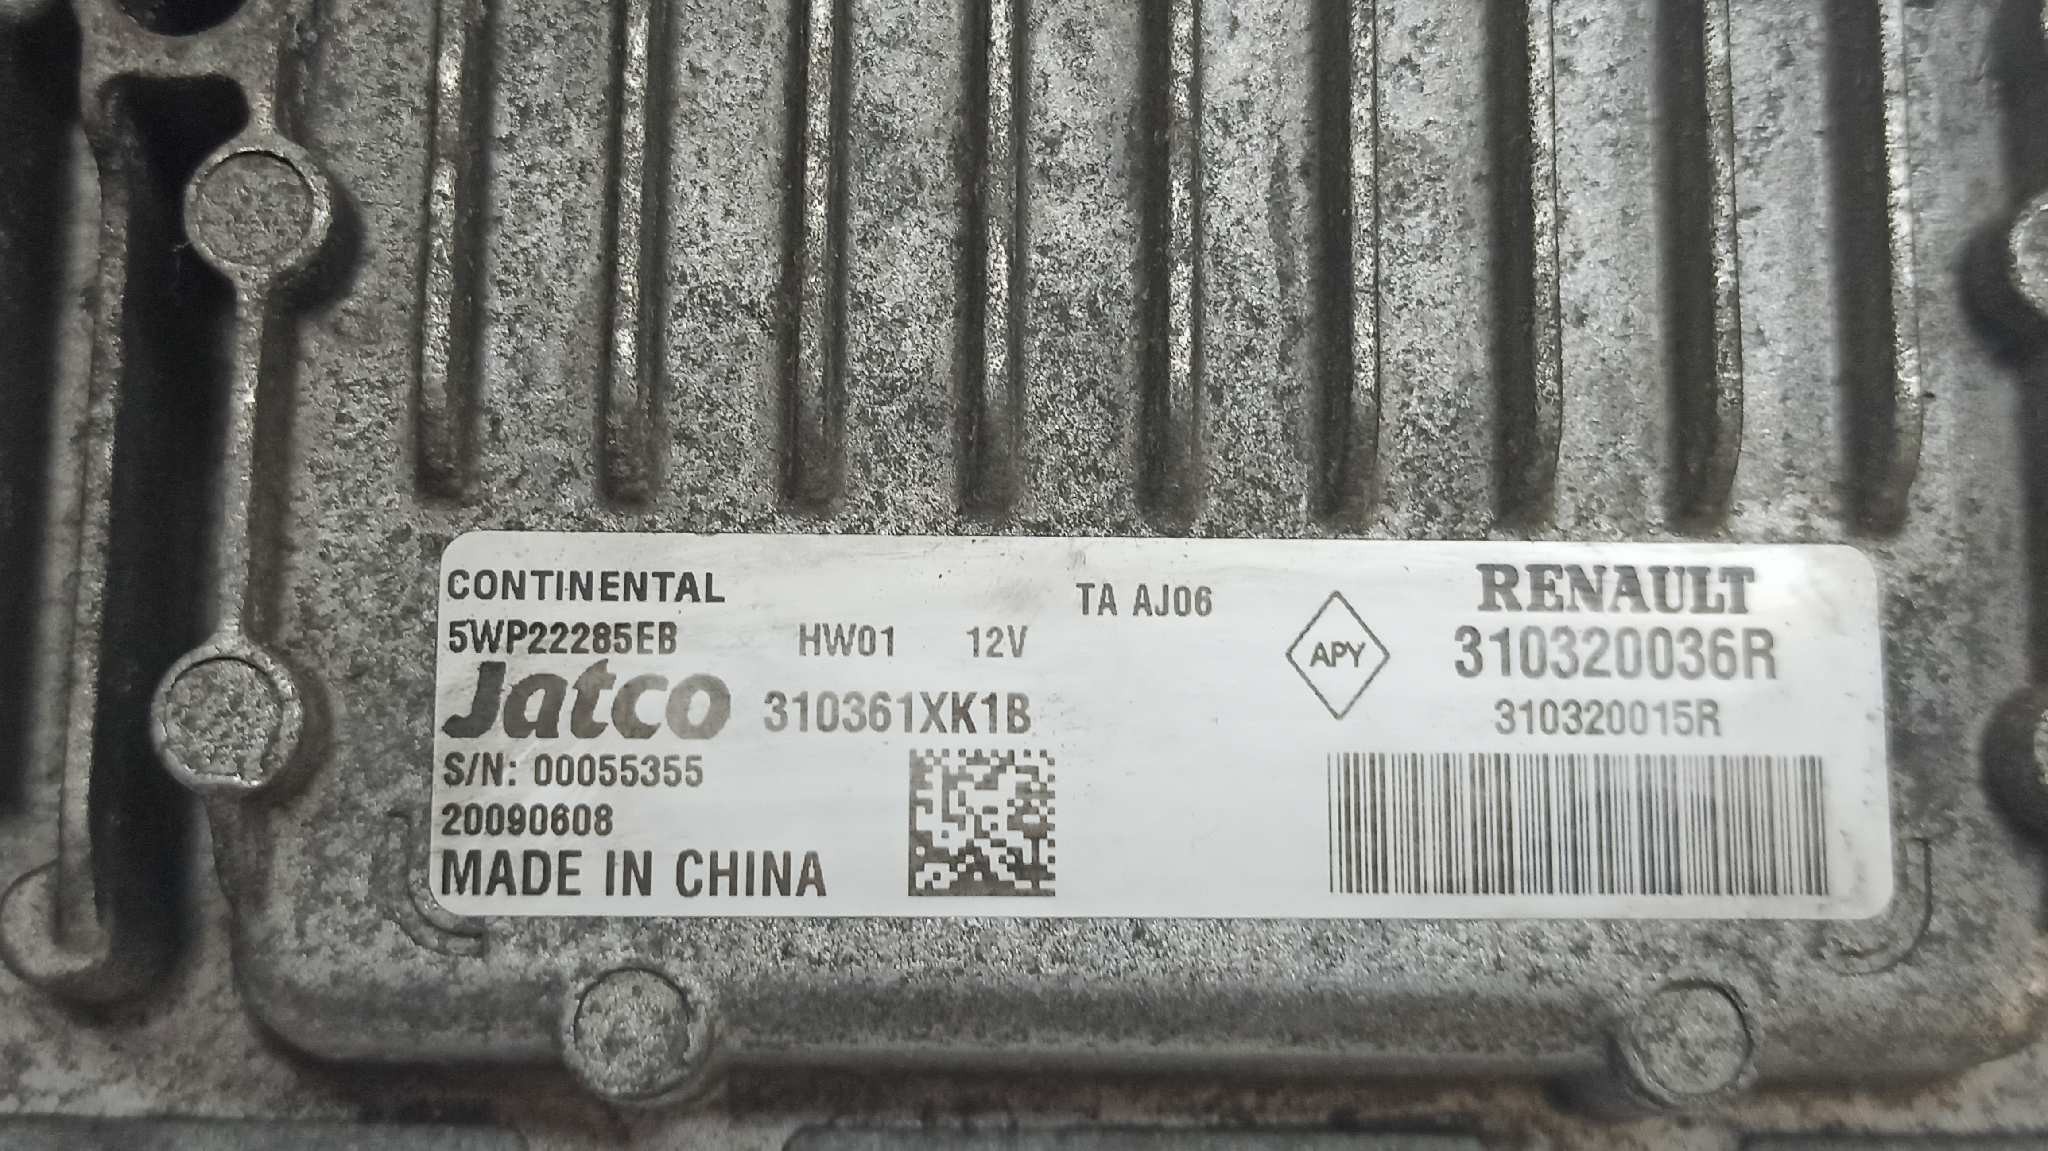 CONTINENTAL
5WP22285EB HW01 12V
TA AJ06
Jatco 310361XK1B
S/N: 00055355
20090608
MADE IN CHINA
APY
RENAULT
310320036R
310320015R